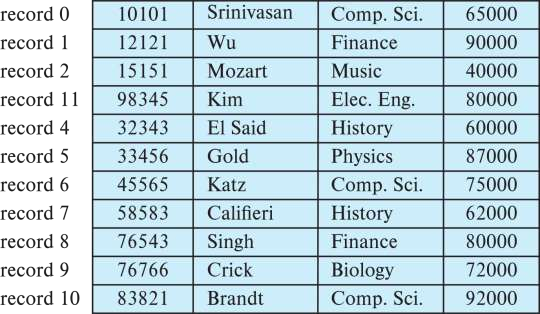 record 0 10101 Srinivasan Comp. Sci. 65000
record 1 12121 Wu Finance 90000
record 2 15151 Mozart Music 40000
record 11 98345 Kim Elec. Eng. 80000
record 4 32343 El Said History 60000
record 5 33456 Gold Physics 87000
record 6 45565 Katz Comp. Sci. 75000
record 7 58583 Califieri History 62000
record 8 76543 Singh Finance 80000
record 9 76766 Crick Biology 72000
record 10 83821 Brandt Comp. Sci. 92000